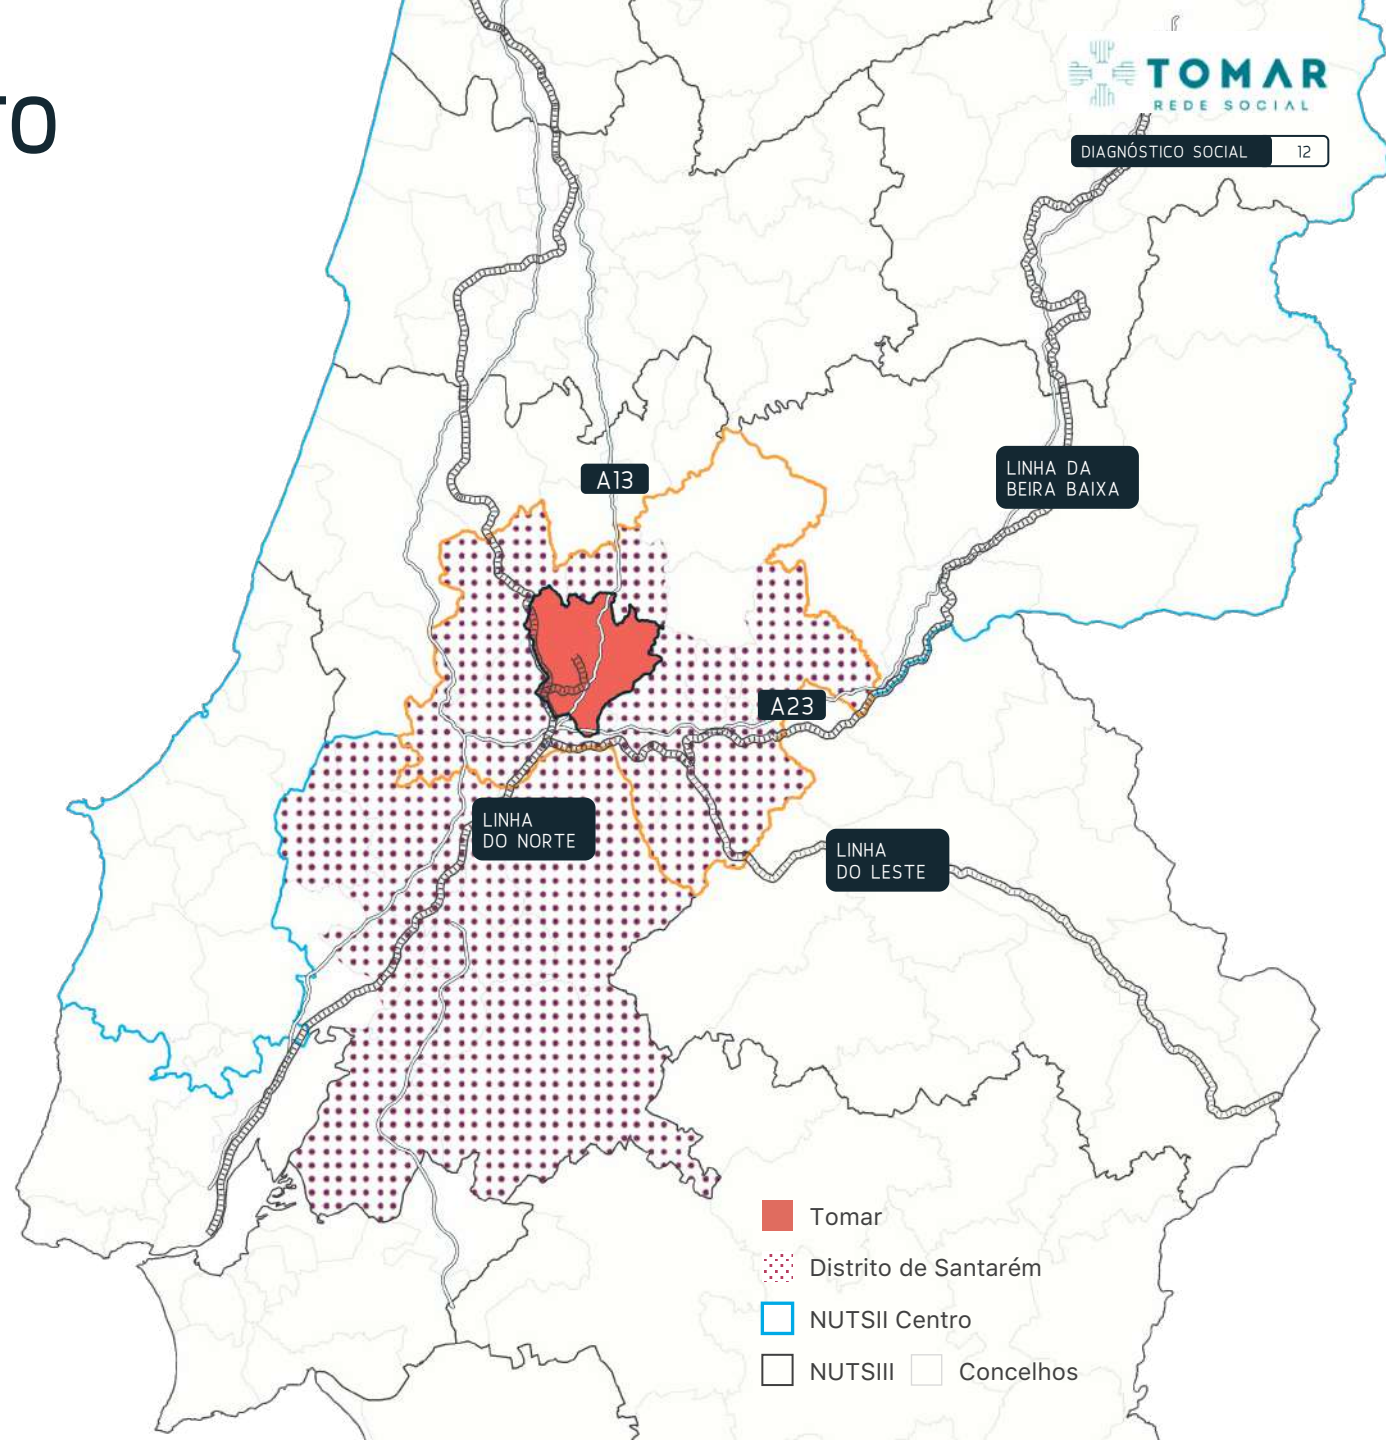 TO
TOMAR
REDE SOCIAL
DIAGNÓSTICO SOCIAL 12
A13
LINHA DA
BEIRA BAIXA
A23
LINHA
DO NORTE
LINHA
DO LESTE
Tomar
Distrito de Santarém
NUTSII Centro
NUTSIII Concelhos